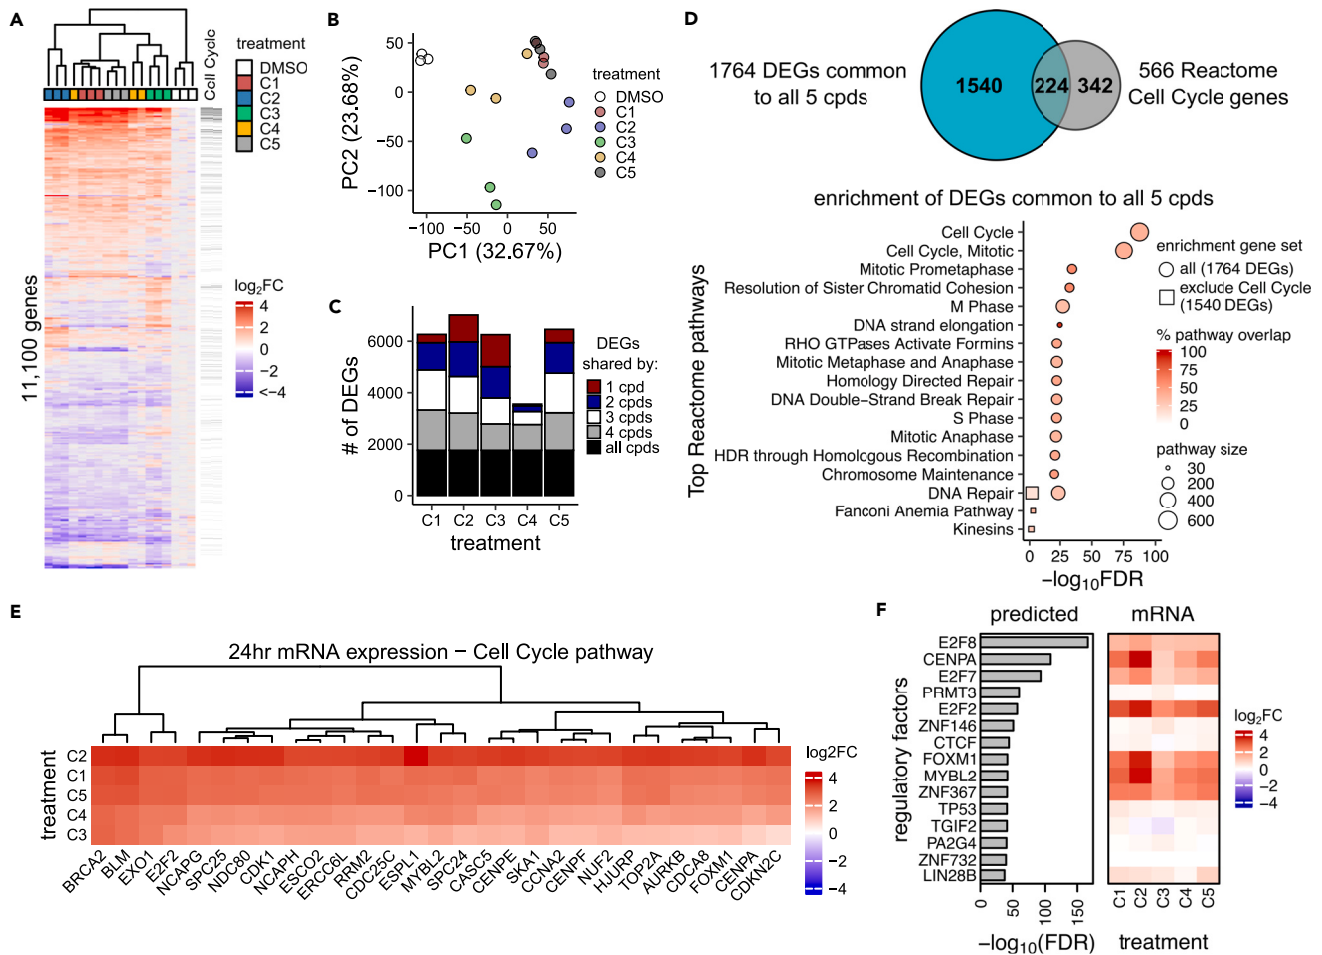 A
Cell Cycle
treatment
DMSO
C1
C2
C3
C4
C5
11,100 genes
log2FC
4
2
0
−2
<−4
B
PC2 (23.68%)
50
0
−50
−100
−100
−50
0
50
PC1 (32.67%)
treatment
DMSO
C1
C2
C3
C4
C5
C
# of DEGs
6000
4000
2000
0
C1
C2
C3
C4
C5
treatment
DEGs
shared by:
1 cpd
2 cpds
3 cpds
4 cpds
all cpds
D
1764 DEGs common
to all 5 cpds
1540
224
342
566 Reactome
Cell Cycle genes
enrichment of DEGs common to all 5 cpds
Top Reactome pathways
Cell Cycle
Cell Cycle, Mitotic
Mitotic Prometaphase
Resolution of Sister Chromatid Cohesion
M Phase
DNA strand elongation
RHO GTPases Activate Formins
Mitotic Metaphase and Anaphase
Homology Directed Repair
DNA Double−Strand Break Repair
S Phase
Mitotic Anaphase
HDR through Homologous Recombination
Chromosome Maintenance
DNA Repair
Fanconi Anemia Pathway
Kinesins
0
25
50
75
100
−log10FDR
enrichment gene set
all (1764 DEGs)
exclude Cell Cycle
(1540 DEGs)
% pathway overlap
100
75
50
25
0
pathway size
30
200
400
600
E
24hr mRNA expression − Cell Cycle pathway
treatment
C2
C1
C5
C4
C3
BRCA2
BLM
EXO1
E2F2
NCAPG
SPC25
NDC80
CDK1
NCAPH
ESCO2
ERCC6L
RRM2
CDC25C
ESPL1
MYBL2
SPC24
CASC5
CENPE
SKA1
CCNA2
CENPF
NUF2
HJURP
TOP2A
AURKB
CDCA8
FOXM1
CENPA
CDKN2C
log2FC
4
2
0
−2
−4
F
predicted
mRNA
regulatory factors
E2F8
CENPA
E2F7
PRMT3
E2F2
ZNF146
CTCF
FOXM1
MYBL2
ZNF367
TP53
TGIF2
PA2G4
ZNF732
LIN28B
0
50
100
150
−log10(FDR)
C1
C2
C3
C4
C5
treatment
log2FC
4
2
0
−2
−4